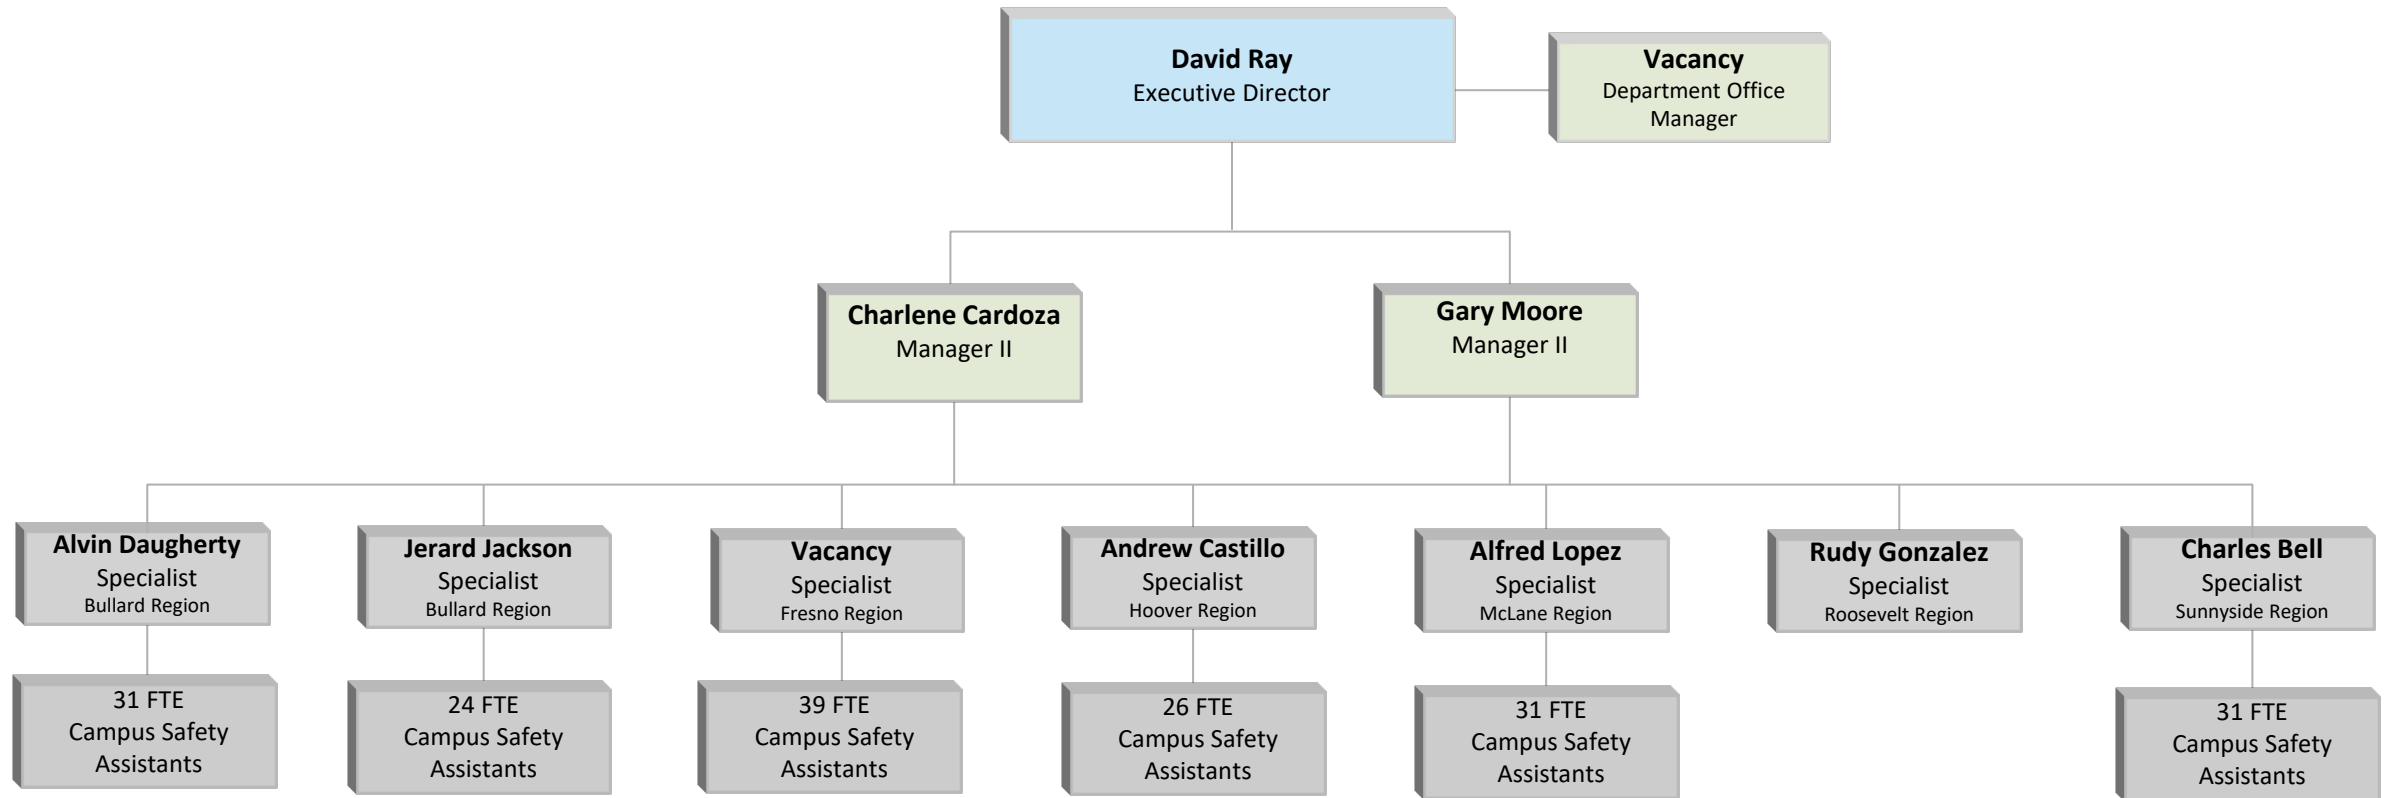 David Ray
Executive Director
Vacancy
Department Office
Manager
Charlene Cardoza
Manager II
Gary Moore
Manager II
Alvin Daugherty
Specialist
Bullard Region
Jerard Jackson
Specialist
Bullard Region
Vacancy
Specialist
Fresno Region
Andrew Castillo
Specialist
Hoover Region
Alfred Lopez
Specialist
McLane Region
Rudy Gonzalez
Specialist
Roosevelt Region
Charles Bell
Specialist
Sunnyside Region
31 FTE
Campus Safety
Assistants
24 FTE
Campus Safety
Assistants
39 FTE
Campus Safety
Assistants
26 FTE
Campus Safety
Assistants
31 FTE
Campus Safety
Assistants
31 FTE
Campus Safety
Assistants